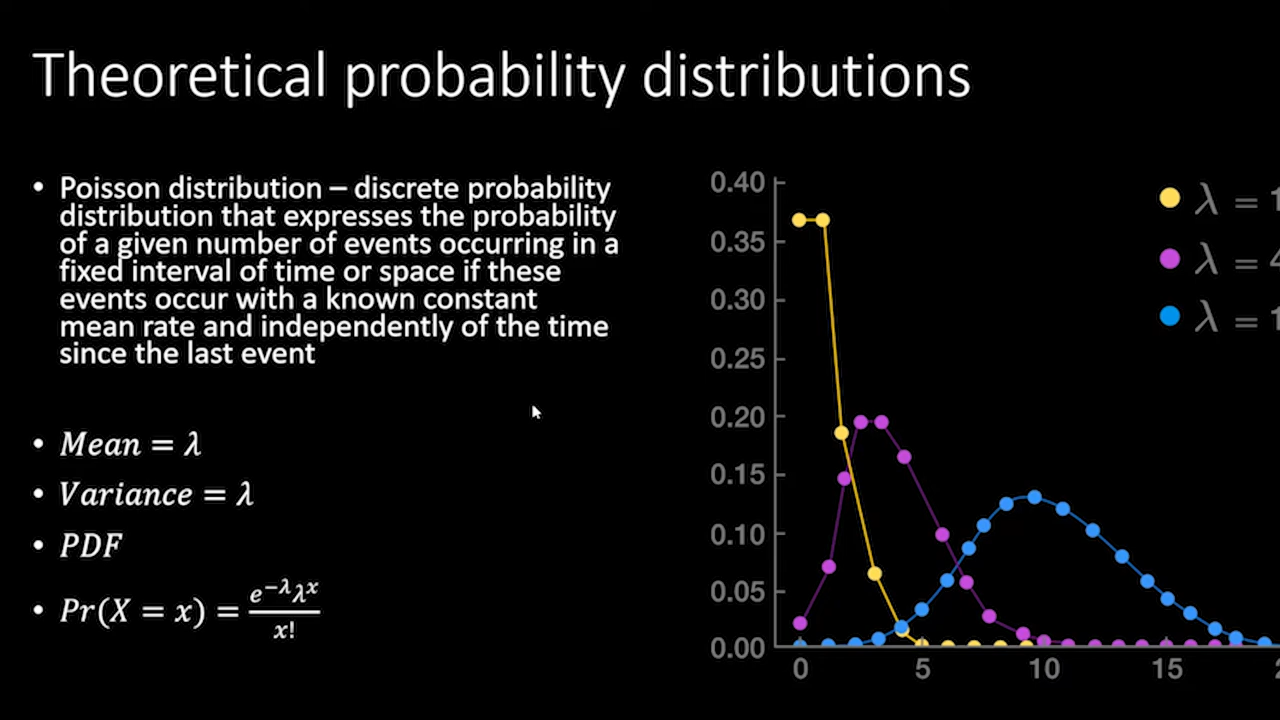 Theoretical probability distributions
• Poisson distribution – discrete probability
distribution that expresses the probability
of a given number of events occurring in a
fixed interval of time or space if these
events occur with a known constant
mean rate and independently of the time
since the last event
• Mean = λ
• Variance = λ
• PDF
• Pr(X = x) = e^{-λ}λ^x / x!
0.40
0.35
0.30
0.25
0.20
0.15
0.10
0.05
0.00
0 5 10 15
λ = 1
λ =
λ = 1